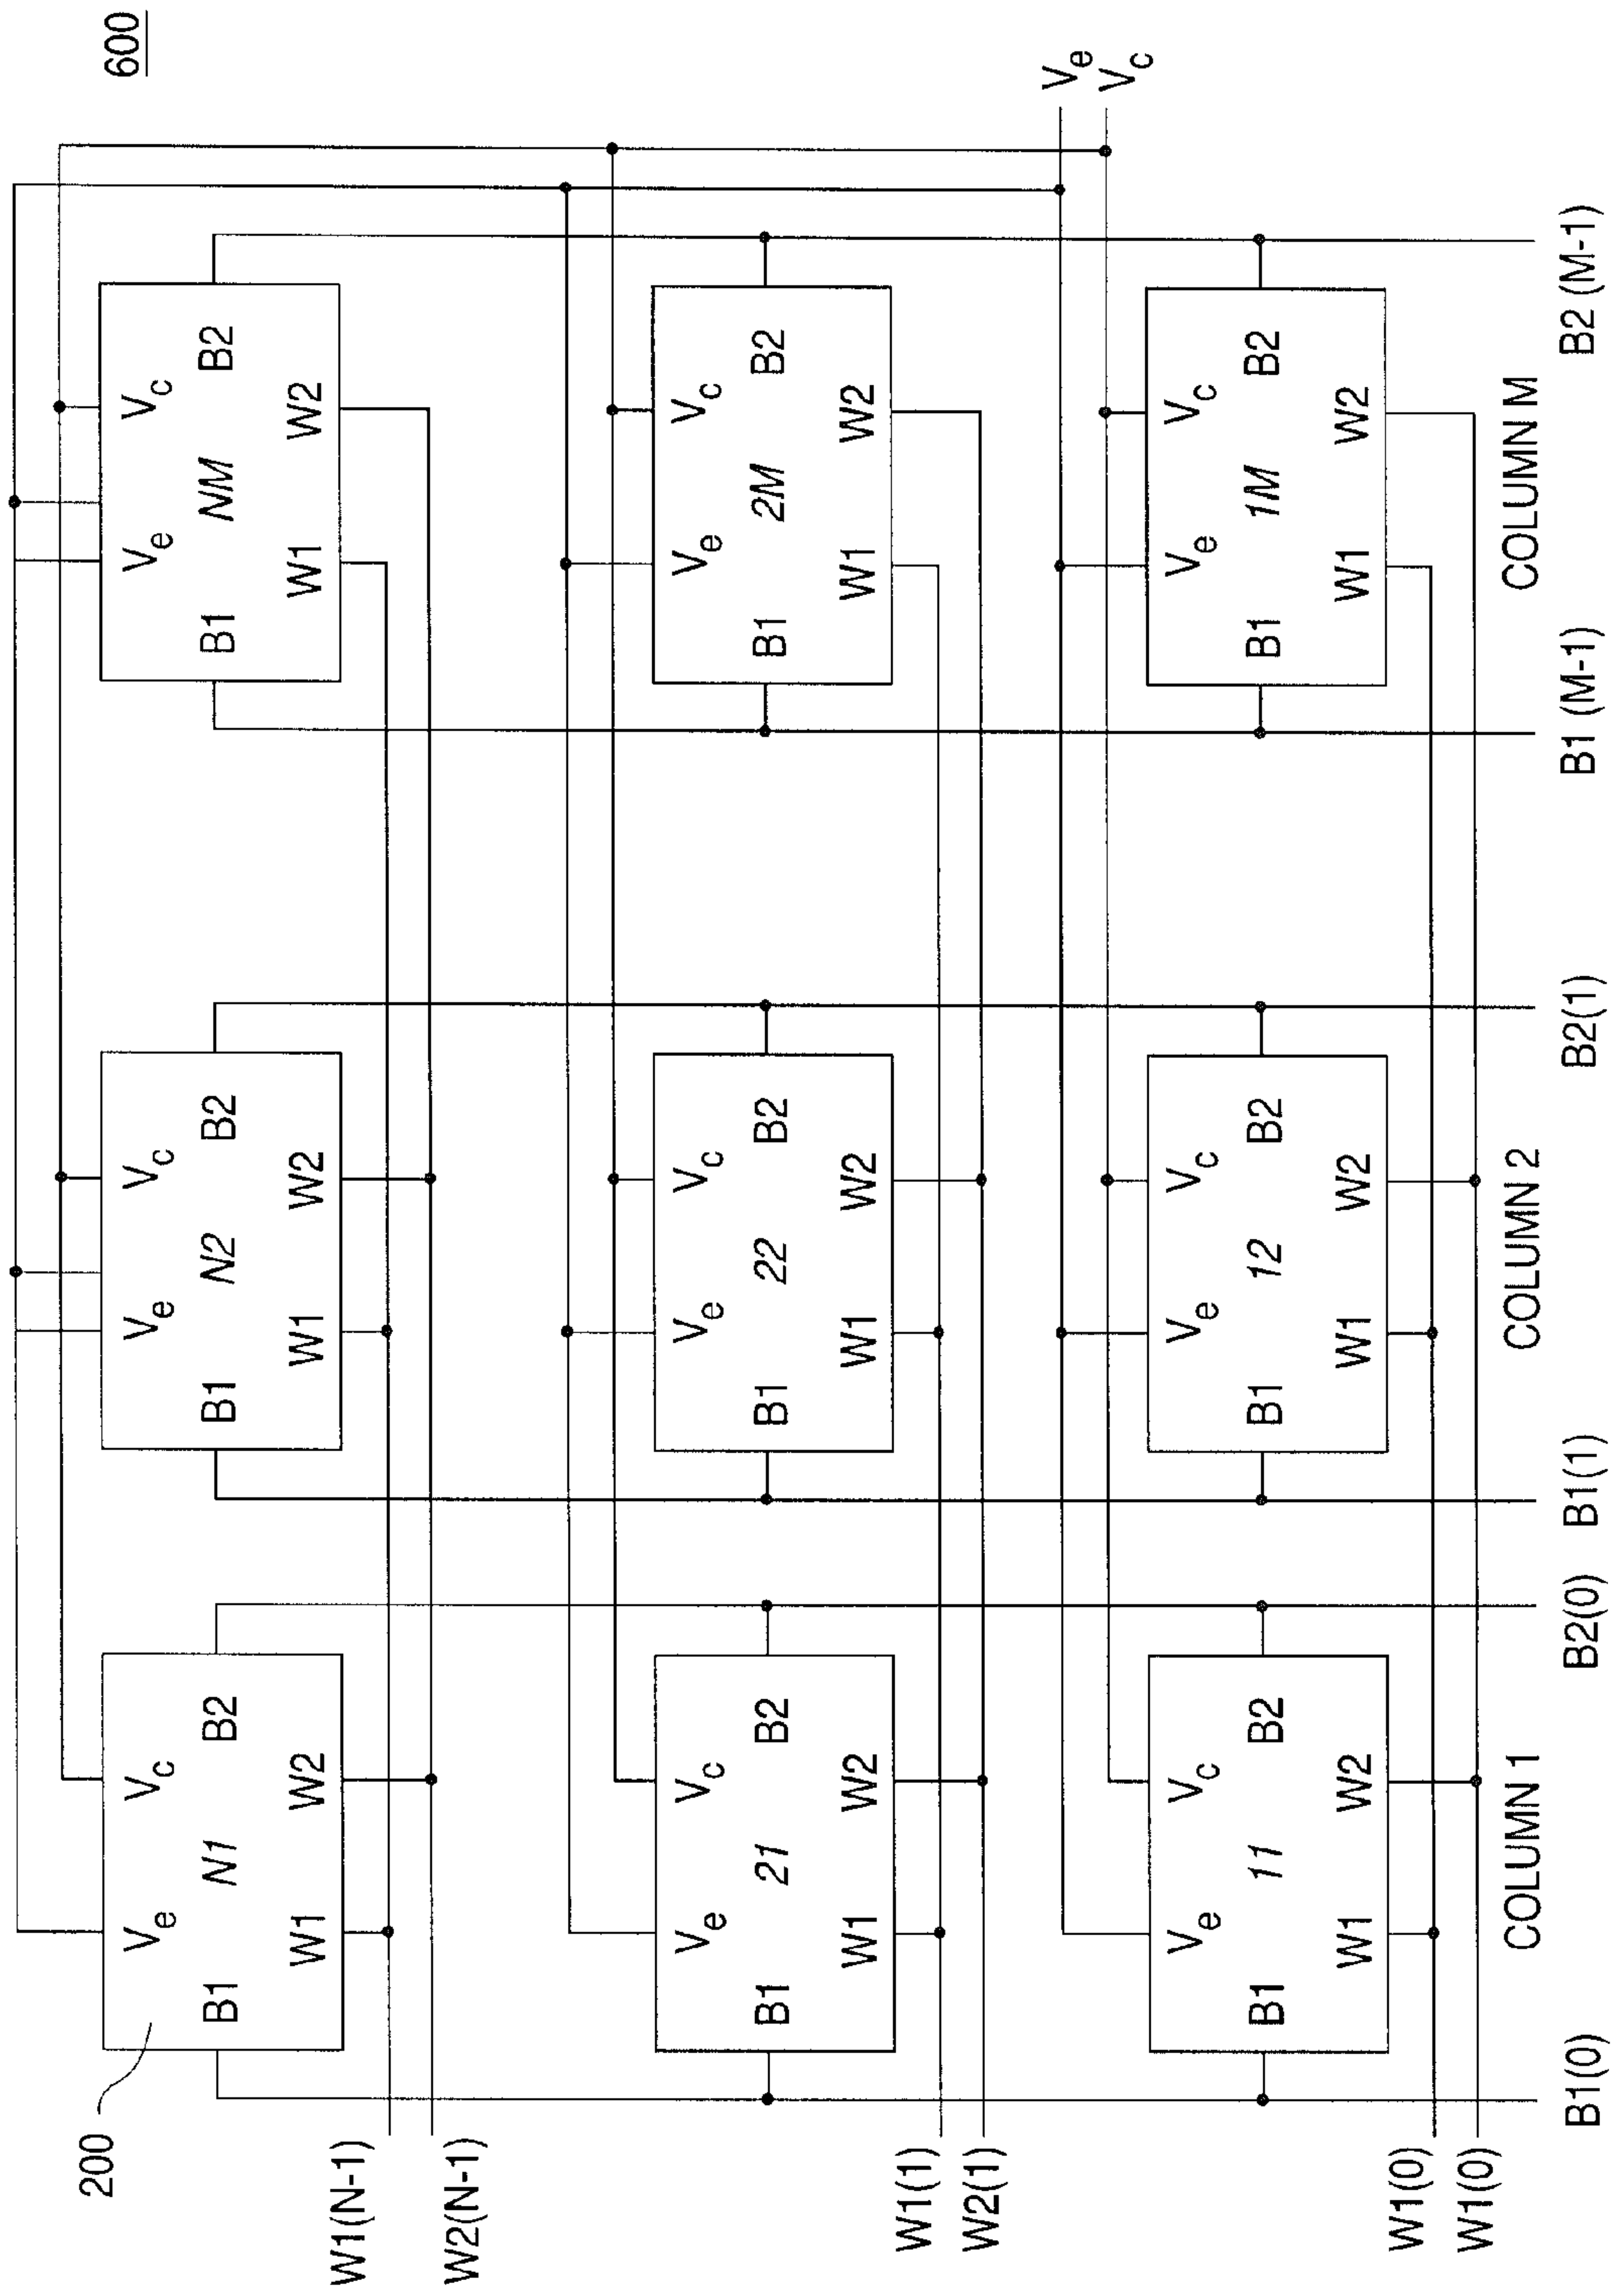 600
200
Ve Vc
B1 N1 B2
W1 W2
Ve Vc
B1 N2 B2
W1 W2
Ve Vc
B1 NM B2
W1 W2
W1(N-1)
W2(N-1)
Ve Vc
B1 21 B2
W1 W2
Ve Vc
B1 22 B2
W1 W2
Ve Vc
B1 2M B2
W1 W2
W1(1)
W2(1)
Ve
Vc
Ve Vc
B1 11 B2
W1 W2
Ve Vc
B1 12 B2
W1 W2
Ve Vc
B1 1M B2
W1 W2
W1(0)
W1(0)
COLUMN 1 COLUMN 2 COLUMN M
B1(0) B2(0) B1(1) B2(1) B1 (M-1) B2 (M-1)